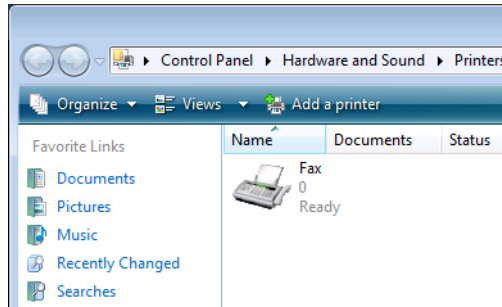 Control Panel Hardware and Sound Printers
Organize Views Add a printer
Favorite Links
Name Documents Status
Documents
Pictures
Music
Recently Changed
Searches
Fax
0
Ready